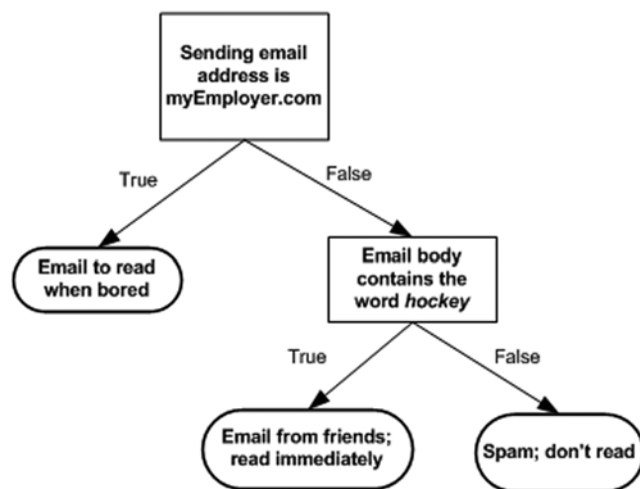 Sending email
address is
myEmployer.com
True
False
Email to read
when bored
Email body
contains the
word hockey
True
False
Email from friends;
read immediately
Spam; don't read